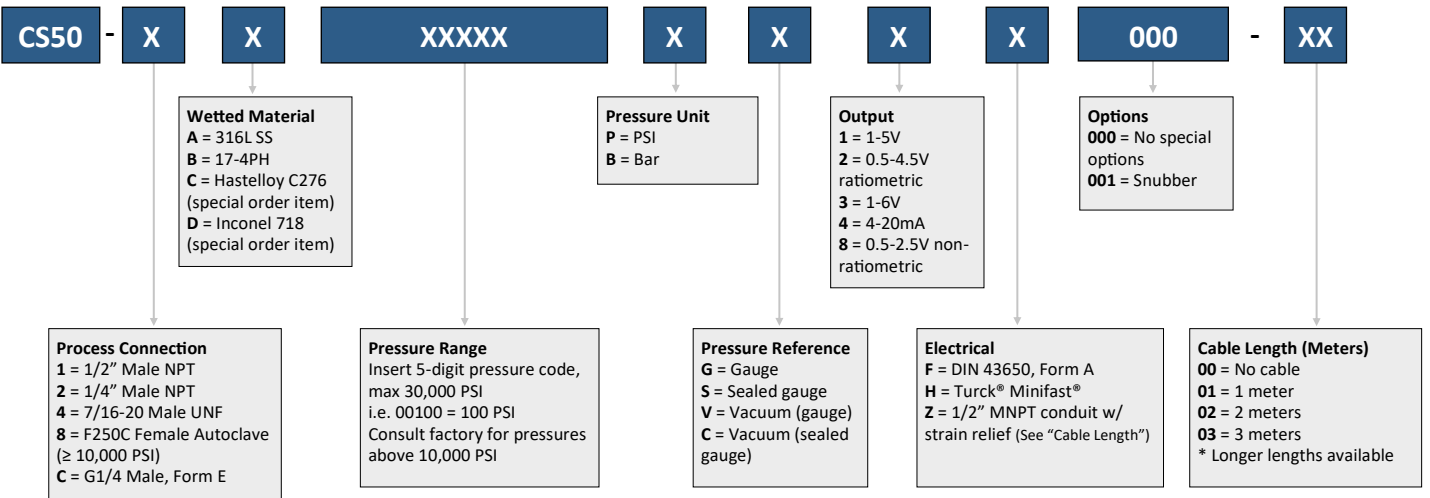 CS50 - X X XXXXX X X X X 000 - XX
Wetted Material
A = 316L SS
B = 17-4PH
C = Hastelloy C276
(special order item)
D = Inconel 718
(special order item)
Pressure Unit
P = PSI
B = Bar
Output
1 = 1-5V
2 = 0.5-4.5V
ratiometric
3 = 1-6V
4 = 4-20mA
8 = 0.5-2.5V non-
ratiometric
Options
000 = No special
options
001 = Snubber
Process Connection
1 = 1/2” Male NPT
2 = 1/4” Male NPT
4 = 7/16-20 Male UNF
8 = F250C Female Autoclave
(≥ 10,000 PSI)
C = G1/4 Male, Form E
Pressure Range
Insert 5-digit pressure code,
max 30,000 PSI
i.e. 00100 = 100 PSI
Consult factory for pressures
above 10,000 PSI
Pressure Reference
G = Gauge
S = Sealed gauge
V = Vacuum (gauge)
C = Vacuum (sealed
gauge)
Electrical
F = DIN 43650, Form A
H = Turck® Minifast®
Z = 1/2” MNPT conduit w/
strain relief (See “Cable Length”)
Cable Length (Meters)
00 = No cable
01 = 1 meter
02 = 2 meters
03 = 3 meters
* Longer lengths available